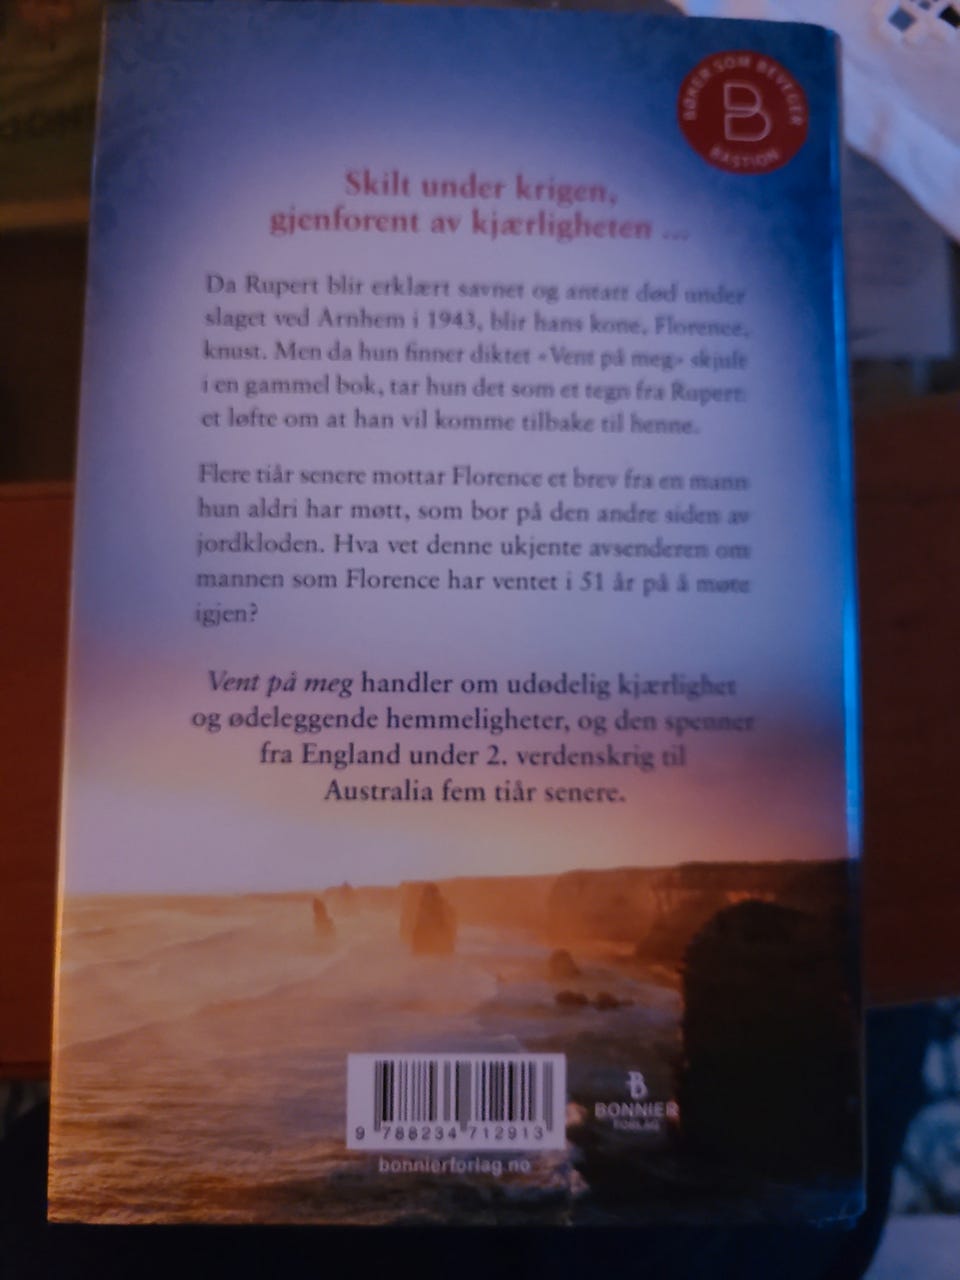 BØKER SOM BEVEGER
B
BASTION
Skilt under krigen,
gjenforent av kjærligheten ...
Da Rupert blir erklært savnet og antatt død under
slaget ved Arnhem i 1943, blir hans kone, Florence,
knust. Men da hun finner diktet «Vent på meg» skjult
i en gammel bok, tar hun det som et tegn fra Rupert:
et løfte om at han vil komme tilbake til henne.
Flere tiår senere mottar Florence et brev fra en mann
hun aldri har møtt, som bor på den andre siden av
jordkloden. Hva vet denne ukjente avsenderen om
mannen som Florence har ventet i 51 år på å møte
igjen?
Vent på meg handler om udødelig kjærlighet
og ødeleggende hemmeligheter, og den spenner
fra England under 2. verdenskrig til
Australia fem tiår senere.
B
BONNIER
FORLAG
9 788234 712913
bonnierforlag.no